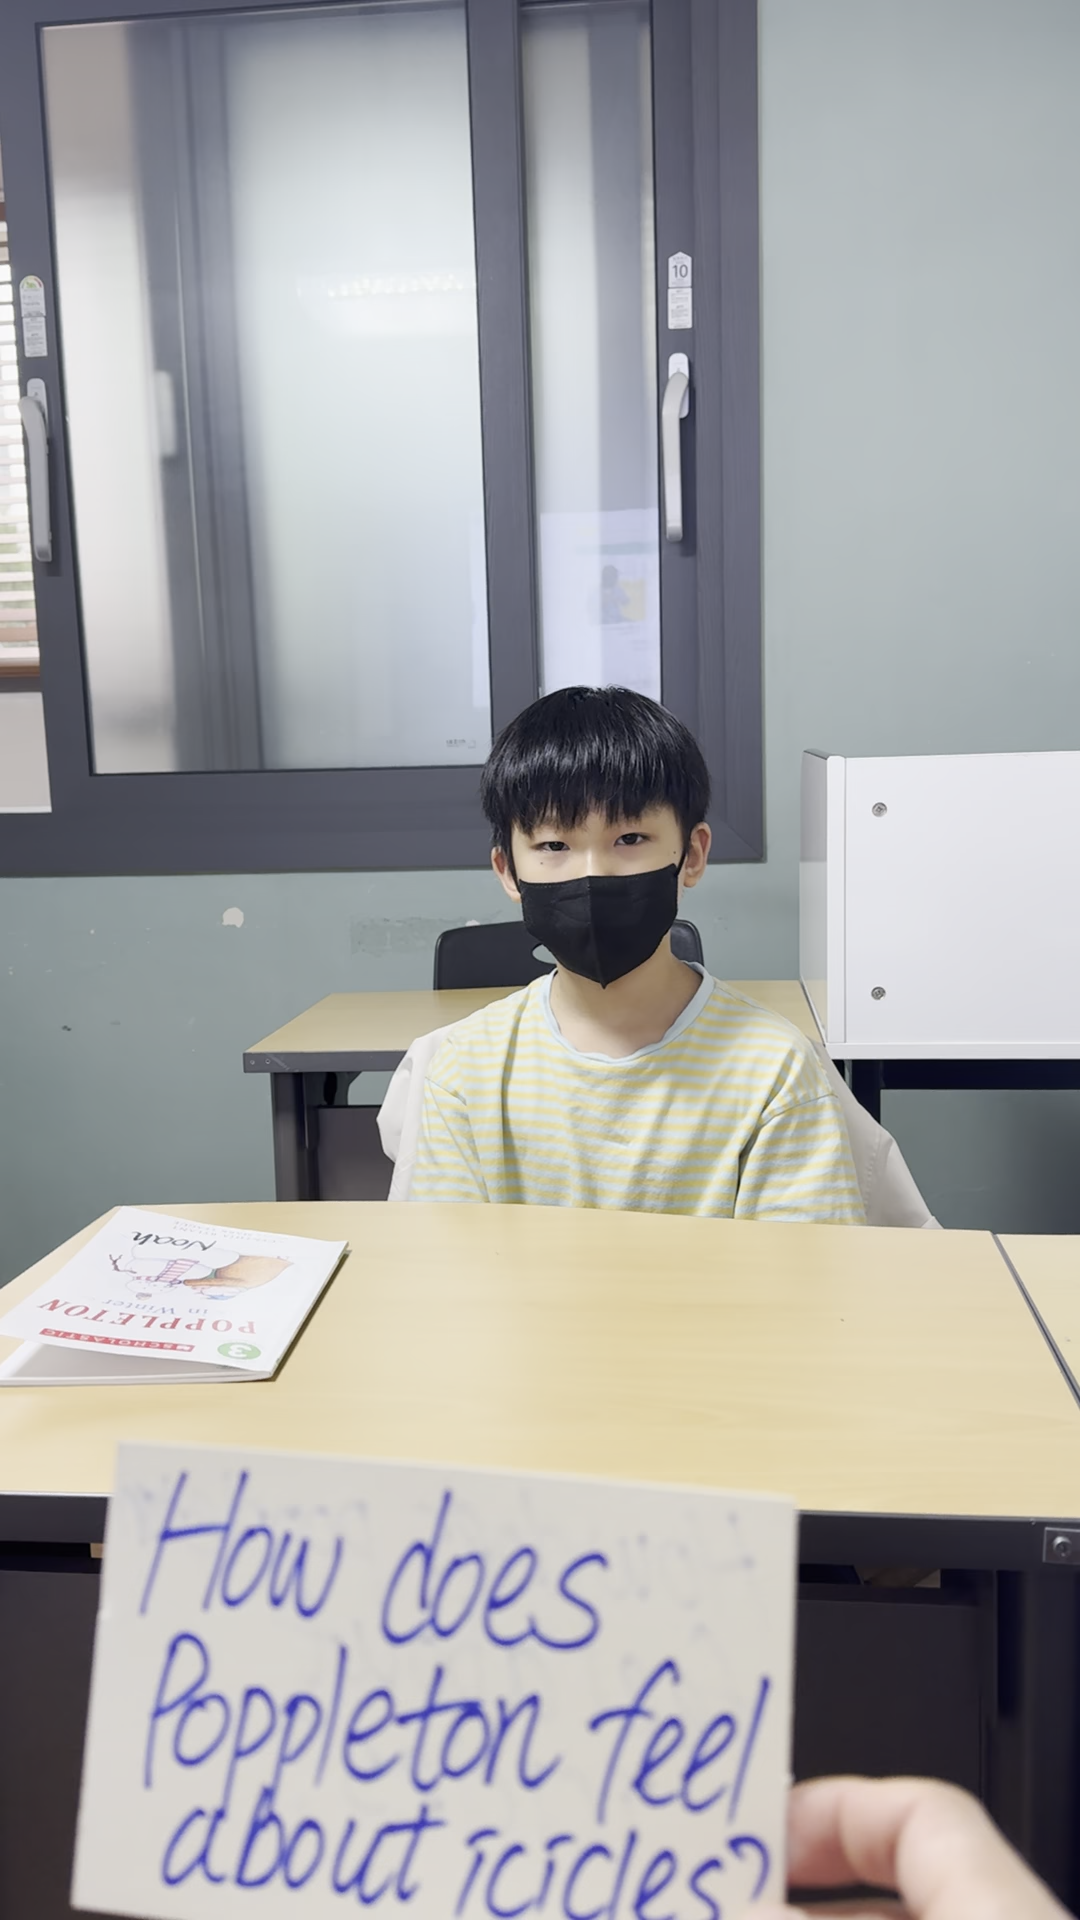 10
Noah
in Winter
POPPLETON
SCHOLASTIC
3
How does
Poppleton feel
about icicles?